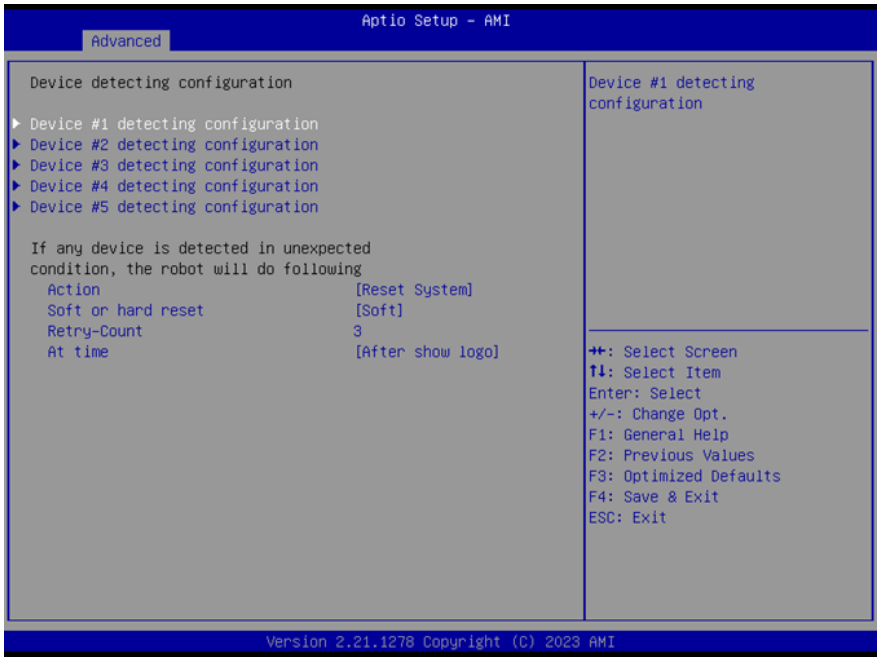 Aptio Setup – AMI
Advanced
Device detecting configuration
Device #1 detecting configuration
Device #2 detecting configuration
Device #3 detecting configuration
Device #4 detecting configuration
Device #5 detecting configuration
If any device is detected in unexpected
condition, the robot will do following
Action [Reset System]
Soft or hard reset [Soft]
Retry-Count 3
At time [After show logo]
Device #1 detecting
configuration
→←: Select Screen
↑↓: Select Item
Enter: Select
+/-: Change Opt.
F1: General Help
F2: Previous Values
F3: Optimized Defaults
F4: Save & Exit
ESC: Exit
Version 2.21.1278 Copyright (C) 2023 AMI